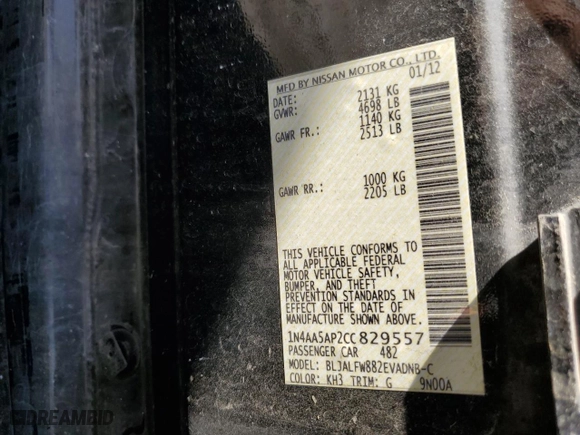 MFD BY NISSAN MOTOR CO., LTD.
DATE: 01/12
GVWR: 2131 KG
4698 LB
GAWR FR.: 1140 KG
2513 LB
GAWR RR.: 1000 KG
2205 LB
THIS VEHICLE CONFORMS TO
ALL APPLICABLE FEDERAL
MOTOR VEHICLE SAFETY,
BUMPER, AND THEFT
PREVENTION STANDARDS IN
EFFECT ON THE DATE OF
MANUFACTURE SHOWN ABOVE.
1N4AA5AP2CC829557
PASSENGER CAR 482
MODEL: BLJALFW882EVADNB-C
COLOR: KH3 TRIM: G 9N00A
DREAMBID